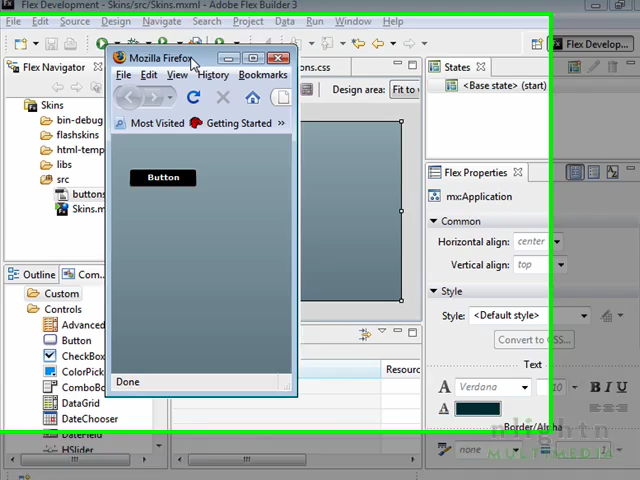 Flex Development - Skins/src/Skins.mxml - Adobe Flex Builder 3
File Edit Source Design Navigate Search Project Data Run Window Help
Flex Develop...
Flex Navigator
Skins
bin-debug
flashskins
html-temp
libs
src
buttons
Skins.m
Outline
Com
Custom
Controls
Advanced
Button
CheckBox
ColorPick
ComboBo
DataGrid
DateChooser
DateField
HSlider
Mozilla Firefox
File Edit View History Bookmarks
Most Visited
Getting Started »
Button
Done
ons.css
Design area: Fit to w
Resourc
States
<Base state> (start)
Flex Properties
mx:Application
Common
Horizontal align: center
Vertical align: top
Style
Style: <Default style>
Convert to CSS...
Text
A Verdana 10 B I U
A
Border/Alpha
none 1
nlightn
MULTIMEDIA